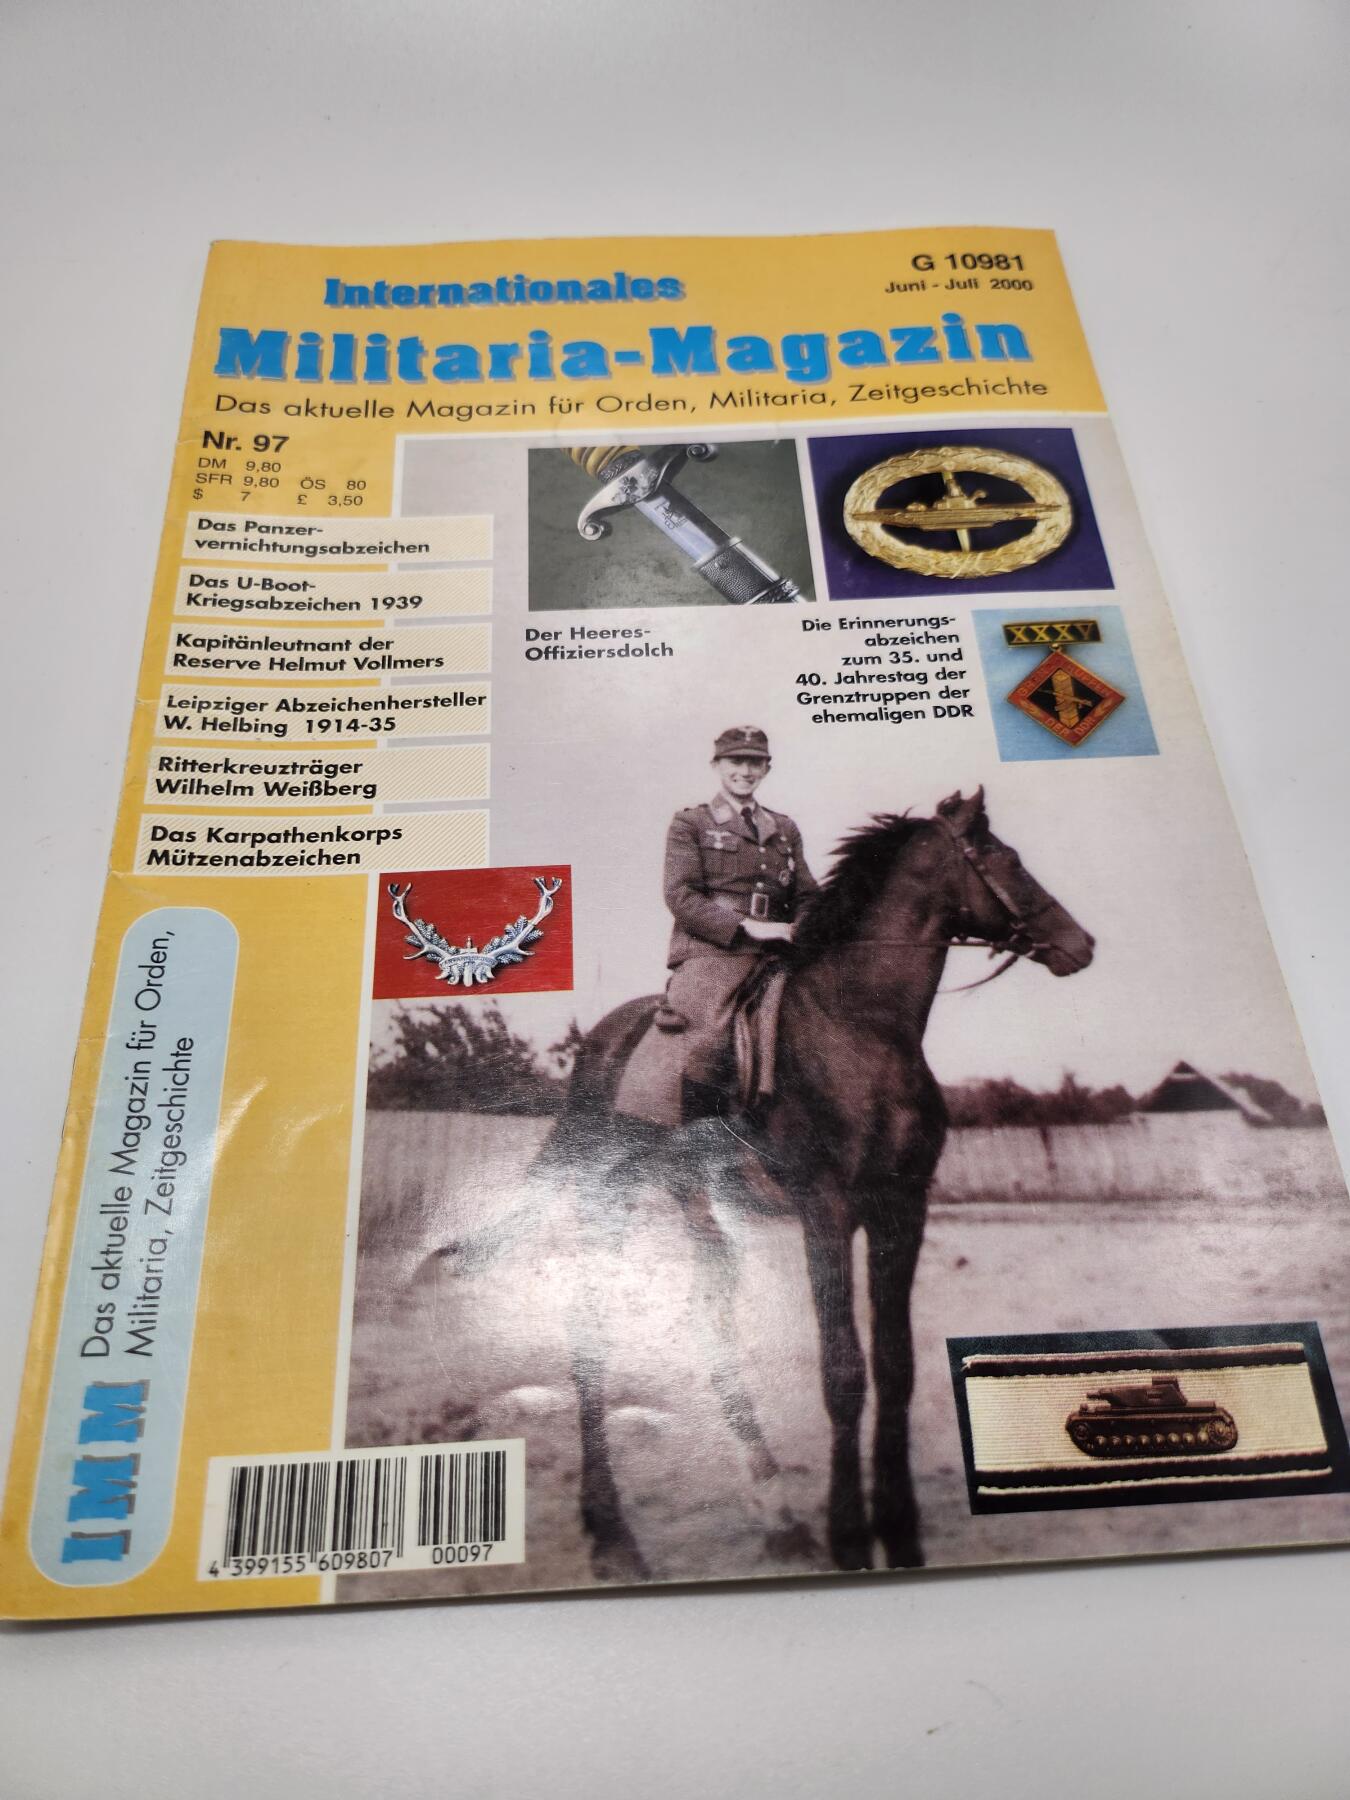 Internationales
G 10981
Juni - Juli 2000
Militaria-Magazin
Das aktuelle Magazin für Orden, Militaria, Zeitgeschichte
Nr. 97
DM 9,80
SFR 9,80 ÖS 80
$ 7 £ 3,50
Das Panzer-
vernichtungsabzeichen
Das U-Boot-
Kriegsabzeichen 1939
Kapitänleutnant der
Reserve Helmut Vollmers
Leipziger Abzeichenhersteller
W. Helbing 1914-35
Ritterkreuzträger
Wilhelm Weißberg
Das Karpathenkorps
Mützenabzeichen
Der Heeres-
Offiziersdolch
Die Erinnerungs-
abzeichen
zum 35. und
40. Jahrestag der
Grenztruppen der
ehemaligen DDR
XXXV
GRENZTRUPPEN
DER DDR
IMM
Das aktuelle Magazin für Orden,
Militaria, Zeitgeschichte
4 399155 609807 00097